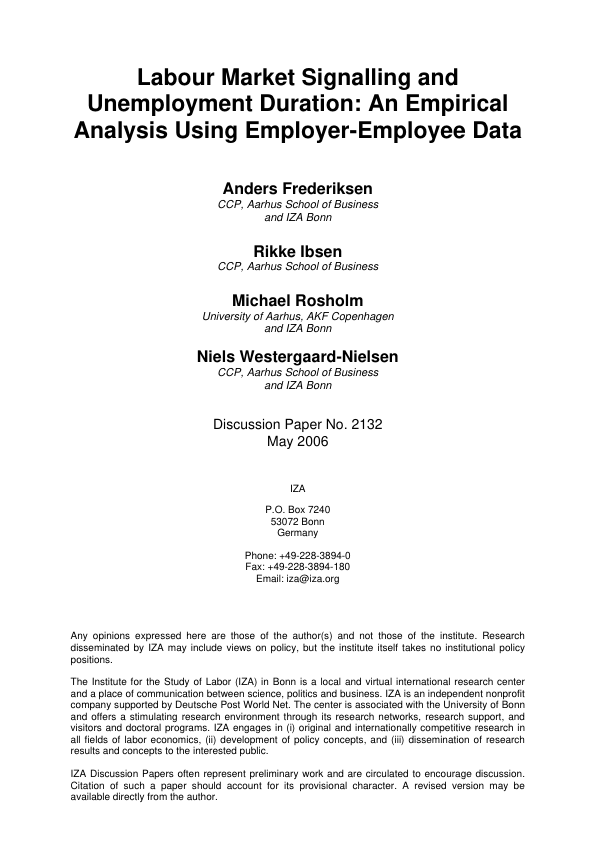 Labour Market Signalling and
Unemployment Duration: An Empirical
Analysis Using Employer-Employee Data
Anders Frederiksen
CCP, Aarhus School of Business
and IZA Bonn
Rikke Ibsen
CCP, Aarhus School of Business
Michael Rosholm
University of Aarhus, AKF Copenhagen
and IZA Bonn
Niels Westergaard-Nielsen
CCP, Aarhus School of Business
and IZA Bonn
Discussion Paper No. 2132
May 2006
IZA
P.O. Box 7240
53072 Bonn
Germany
Phone: +49-228-3894-0
Fax: +49-228-3894-180
Email: iza@iza.org
Any opinions expressed here are those of the author(s) and not those of the institute. Research
disseminated by IZA may include views on policy, but the institute itself takes no institutional policy
positions.
The Institute for the Study of Labor (IZA) in Bonn is a local and virtual international research center
and a place of communication between science, politics and business. IZA is an independent nonprofit
company supported by Deutsche Post World Net. The center is associated with the University of Bonn
and offers a stimulating research environment through its research networks, research support, and
visitors and doctoral programs. IZA engages in (i) original and internationally competitive research in
all fields of labor economics, (ii) development of policy concepts, and (iii) dissemination of research
results and concepts to the interested public.
IZA Discussion Papers often represent preliminary work and are circulated to encourage discussion.
Citation of such a paper should account for its provisional character. A revised version may be
available directly from the author.